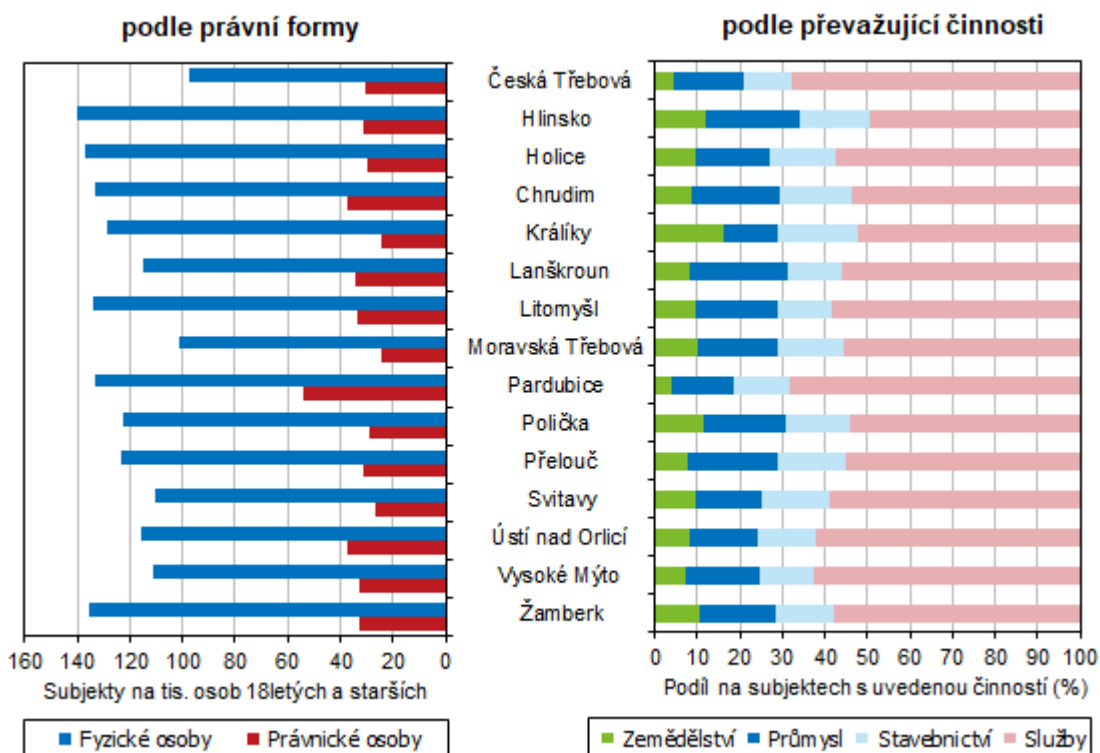 podle právní formy
podle převažující činnosti
Česká Třebová
Hlinsko
Holice
Chrudim
Králíky
Lanškroun
Litomyšl
Moravská Třebová
Pardubice
Polička
Přelouč
Svitavy
Ústí nad Orlicí
Vysoké Mýto
Žamberk
160 140 120 100 80 60 40 20 0
0 10 20 30 40 50 60 70 80 90 100
Subjekty na tis. osob 18letých a starších
Podíl na subjektech s uvedenou činností (%)
Fyzické osoby Právnické osoby
Zemědělství Průmysl Stavebnictví Služby